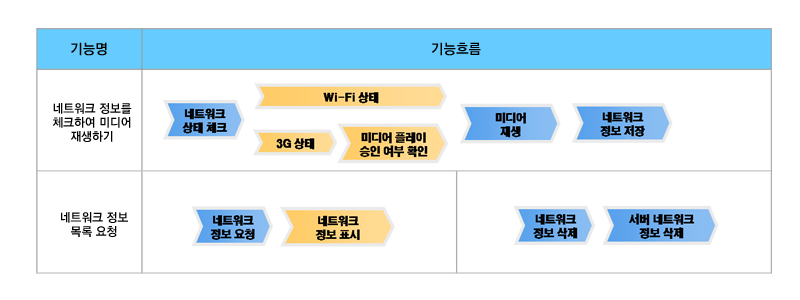 기능명
기능흐름
네트워크 정보를
체크하여 미디어
재생하기
네트워크
상태 체크
Wi-Fi 상태
3G 상태
미디어 플레이
승인 여부 확인
미디어
재생
네트워크
정보 저장
네트워크 정보
목록 요청
네트워크
정보 요청
네트워크
정보 표시
네트워크
정보 삭제
서버 네트워크
정보 삭제